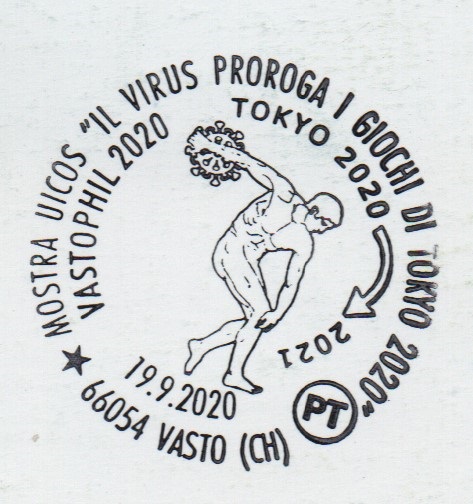 MOSTRA UICOS "IL VIRUS PROROGA I GIOCHI DI TOKYO 2020"
VASTOPHIL 2020
TOKYO 2020
2021
19.9.2020
66054 VASTO (CH)
PT